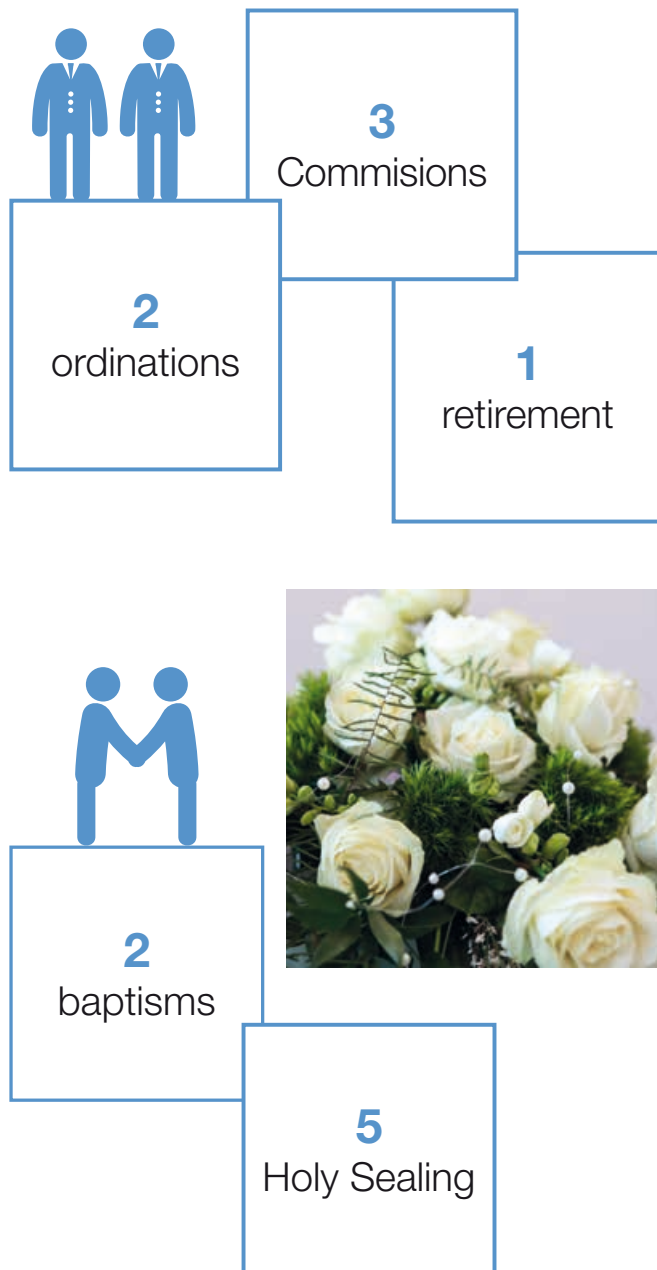 3
Commisions
2
ordinations
1
retirement
2
baptisms
5
Holy Sealing